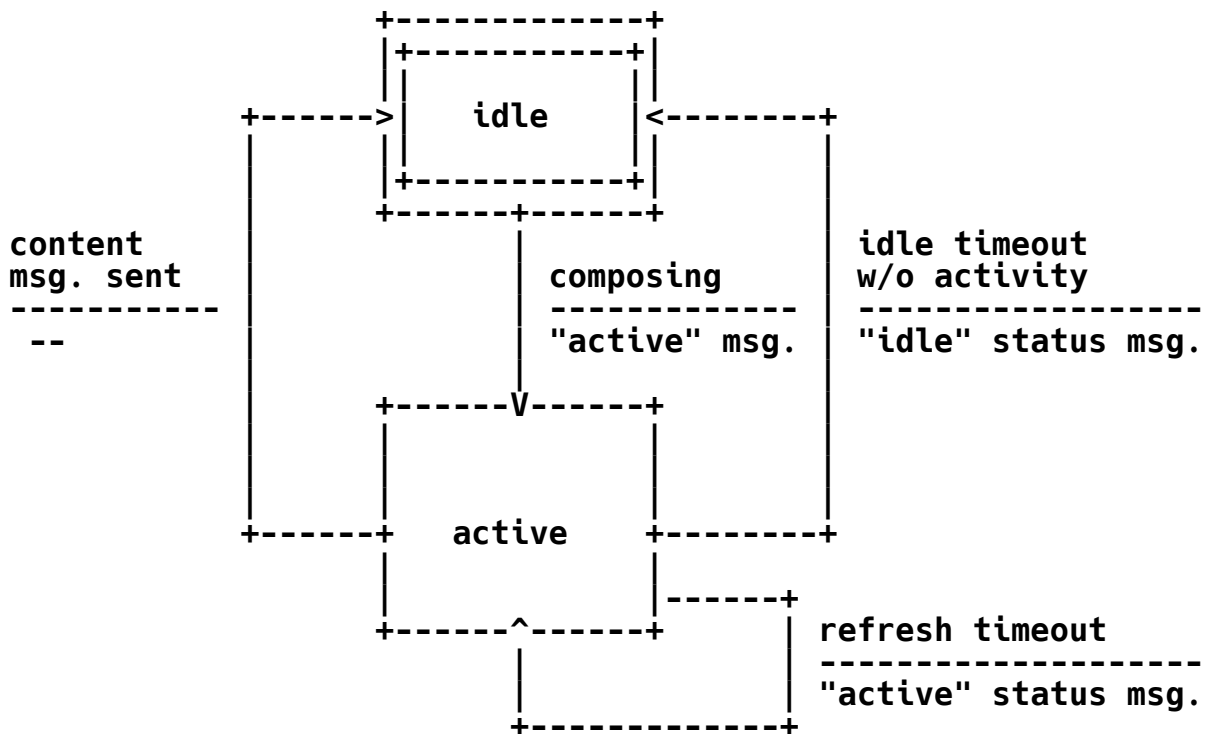 idle
content
msg. sent
-----------
--
composing
-------------
"active" msg.
idle timeout
w/o activity
------------------
"idle" status msg.
active
refresh timeout
--------------------
"active" status msg.